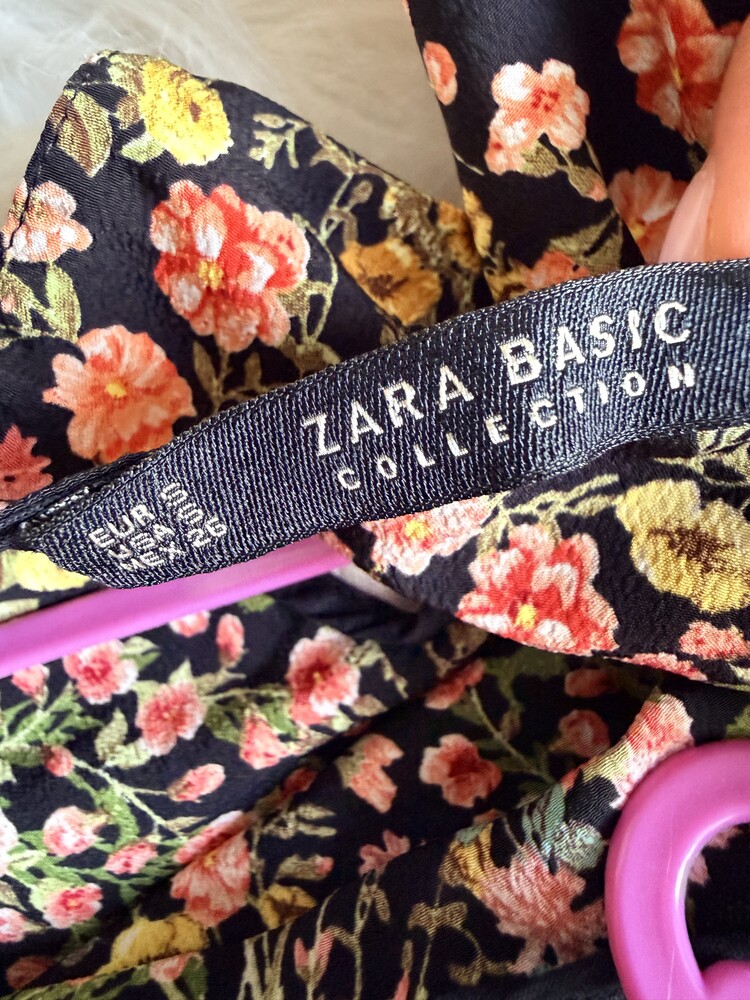 ZARA BASIC
COLLECTION
EUR S
USA S
MEX 26